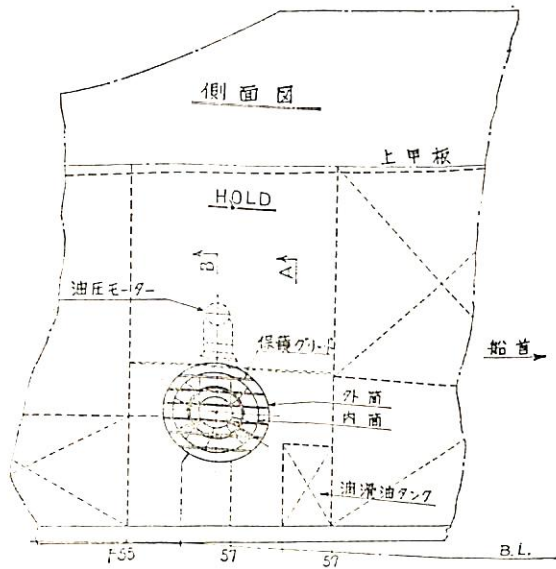 側面図
上甲板
HOLD
B
A
油圧モーター
保護グリード
船首
外筒
内筒
油滑油タンク
F55
57
57
B.L.